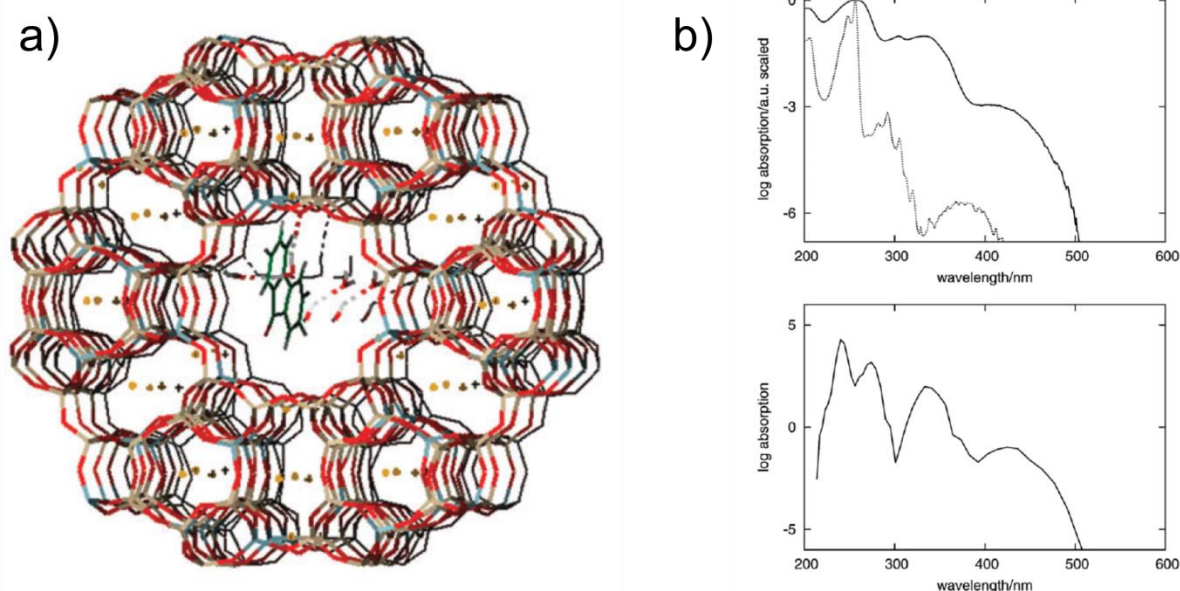 a)
b)
0
-3
-6
log absorption/a.u. scaled
200 300 400 500 600
wavelength/nm
5
0
-5
log absorption
200 300 400 500 600
wavelength/nm